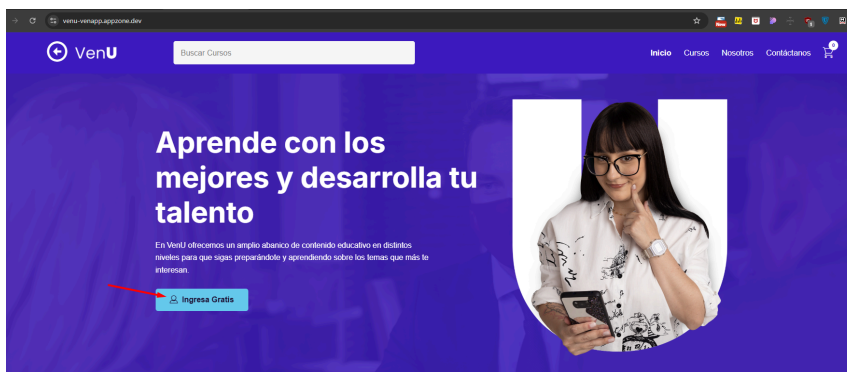 venu-venapp.appzone.dev
VenU
Buscar Cursos
Inicio Cursos Nosotros Contáctanos 0
Aprende con los
mejores y desarrolla tu
talento
En VenU ofrecemos un amplio abanico de contenido educativo en distintos
niveles para que sigas preparándote y aprendiendo sobre los temas que más te
interesan.
Ingresa Gratis